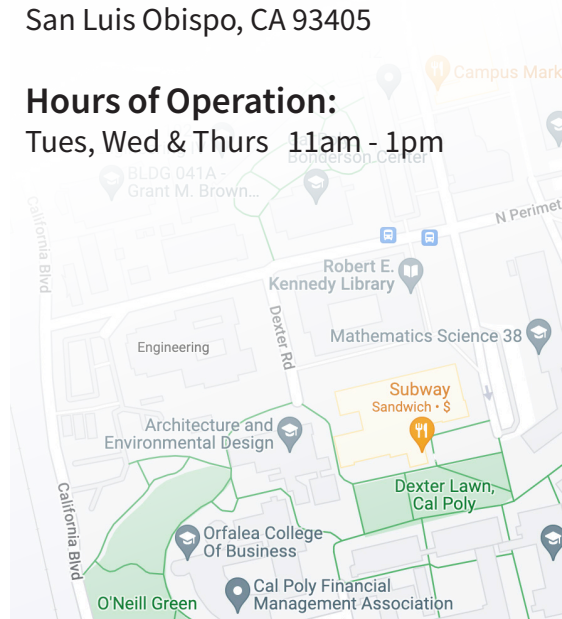 San Luis Obispo, CA 93405
Hours of Operation:
Tues, Wed & Thurs 11am - 1pm
Campus Mark
Bonderson Center
BLDG 041A -
Grant M. Brown...
California Blvd
N Perimet
Robert E.
Kennedy Library
Dexter Rd
Mathematics Science 38
Engineering
Subway
Sandwich • $
Architecture and
Environmental Design
Dexter Lawn,
Cal Poly
California Blvd
Orfalea College
Of Business
Cal Poly Financial
Management Association
O'Neill Green